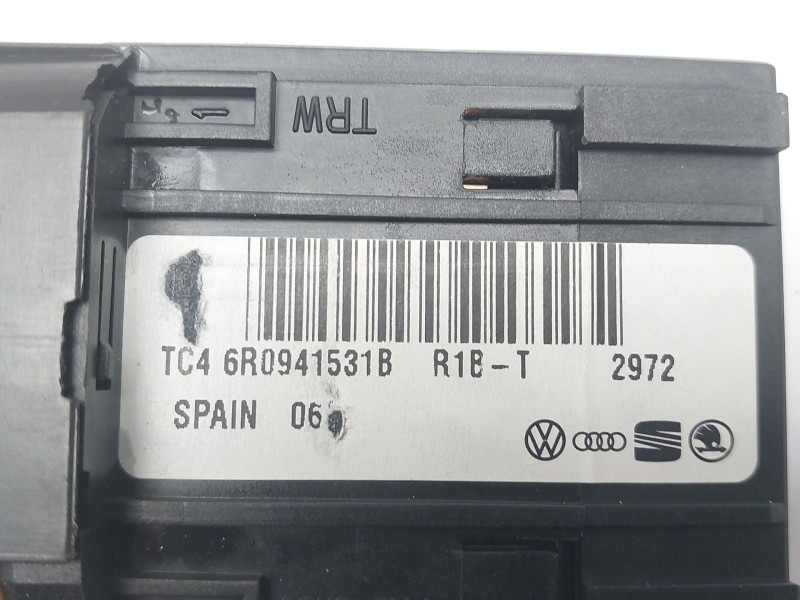 TRW
TC4 6R0941531B R1B-T 2972
SPAIN 06